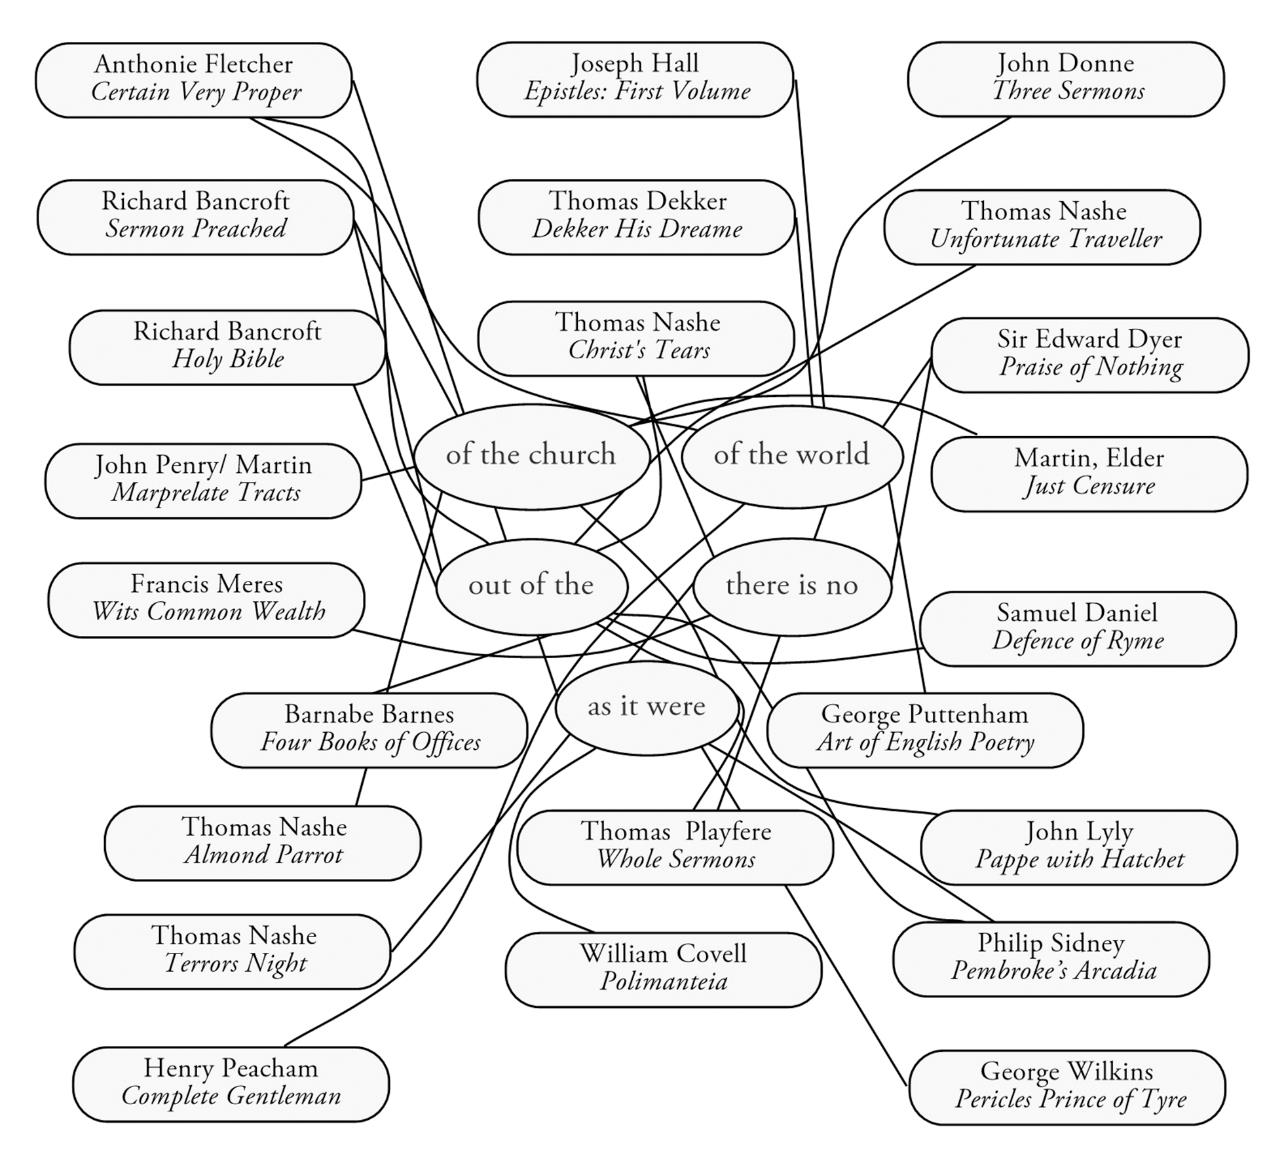 Anthonie Fletcher
Certain Very Proper
Joseph Hall
Epistles: First Volume
John Donne
Three Sermons
Richard Bancroft
Sermon Preached
Thomas Dekker
Dekker His Dreame
Thomas Nashe
Unfortunate Traveller
Richard Bancroft
Holy Bible
Thomas Nashe
Christ's Tears
Sir Edward Dyer
Praise of Nothing
John Penry/ Martin
Marprelate Tracts
of the church
of the world
Martin, Elder
Just Censure
Francis Meres
Wits Common Wealth
out of the
there is no
Samuel Daniel
Defence of Ryme
Barnabe Barnes
Four Books of Offices
as it were
George Puttenham
Art of English Poetry
Thomas Nashe
Almond Parrot
Thomas Playfere
Whole Sermons
John Lyly
Pappe with Hatchet
Thomas Nashe
Terrors Night
William Covell
Polimanteia
Philip Sidney
Pembroke’s Arcadia
Henry Peacham
Complete Gentleman
George Wilkins
Pericles Prince of Tyre